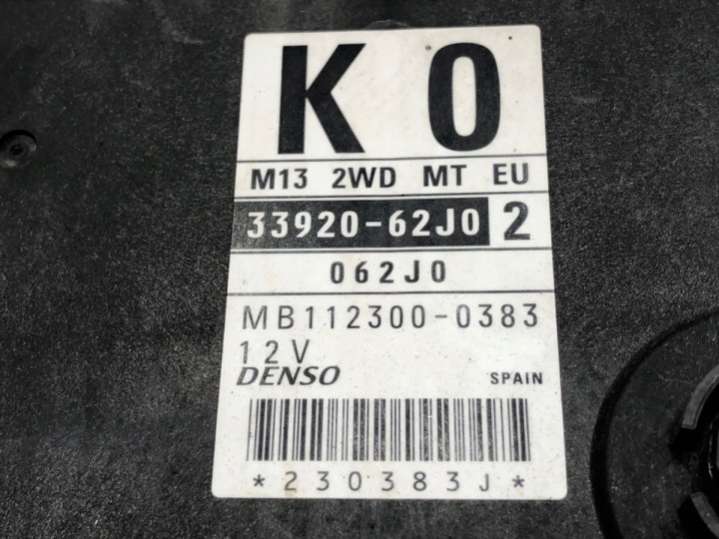 K0
M13 2WD MT EU
33920-62J0 2
062J0
MB112300-0383
12V
DENSO SPAIN
*230383J*